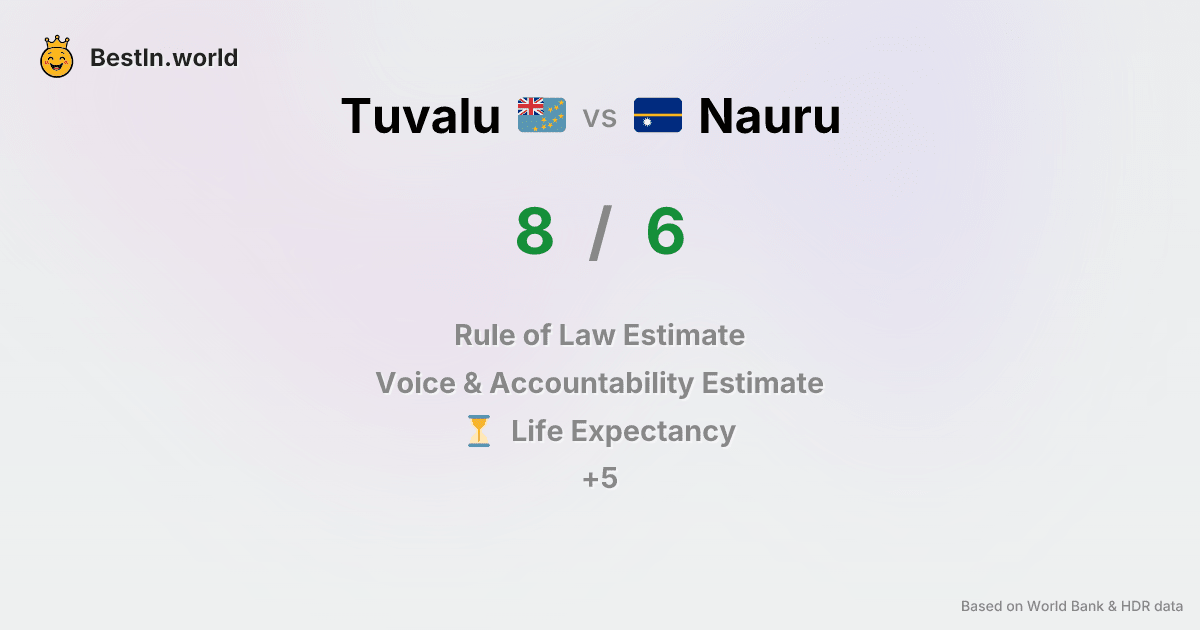 BestIn.world
Tuvalu vs Nauru
8 / 6
Rule of Law Estimate
Voice & Accountability Estimate
Life Expectancy
+5
Based on World Bank & HDR data